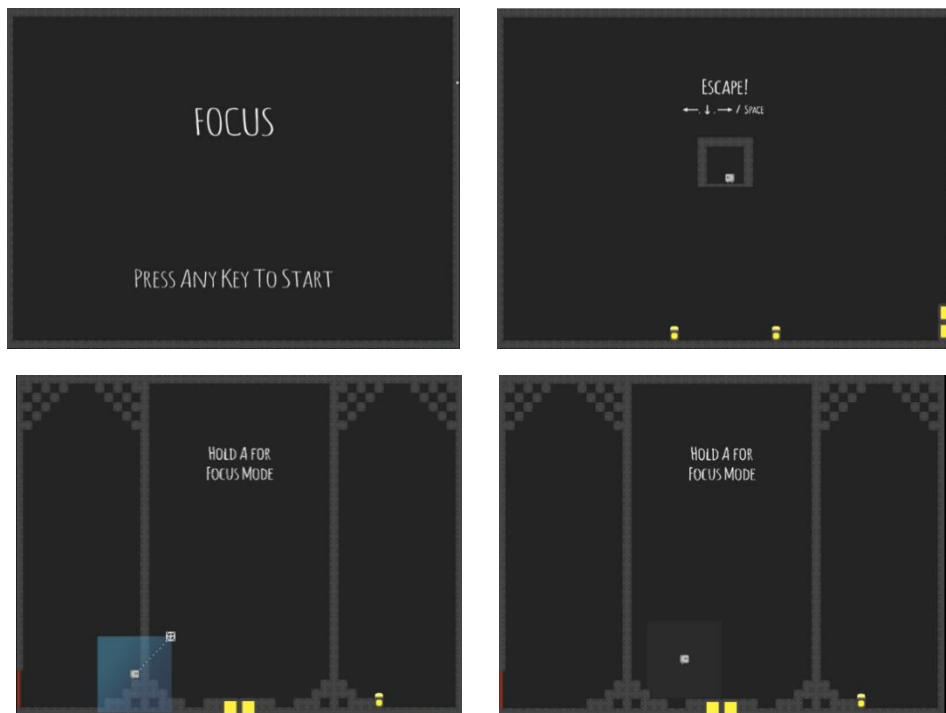 FOCUS
PRESS ANY KEY TO START
ESCAPE!
←, ↓, → / SPACE
HOLD A FOR
FOCUS MODE
HOLD A FOR
FOCUS MODE